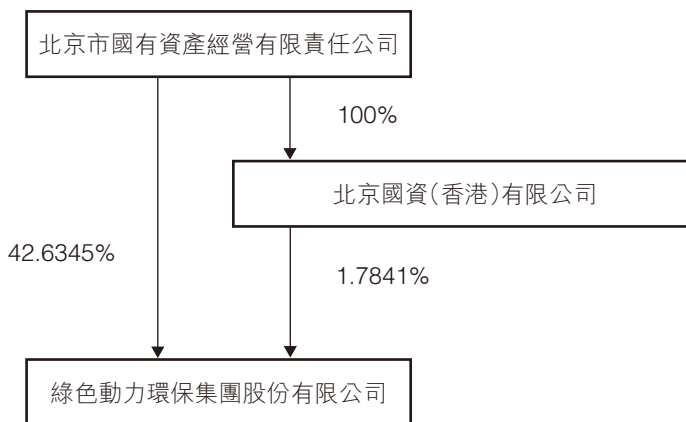 北京市國有資產經營有限責任公司
100%
北京國資(香港)有限公司
42.6345%
1.7841%
綠色動力環保集團股份有限公司